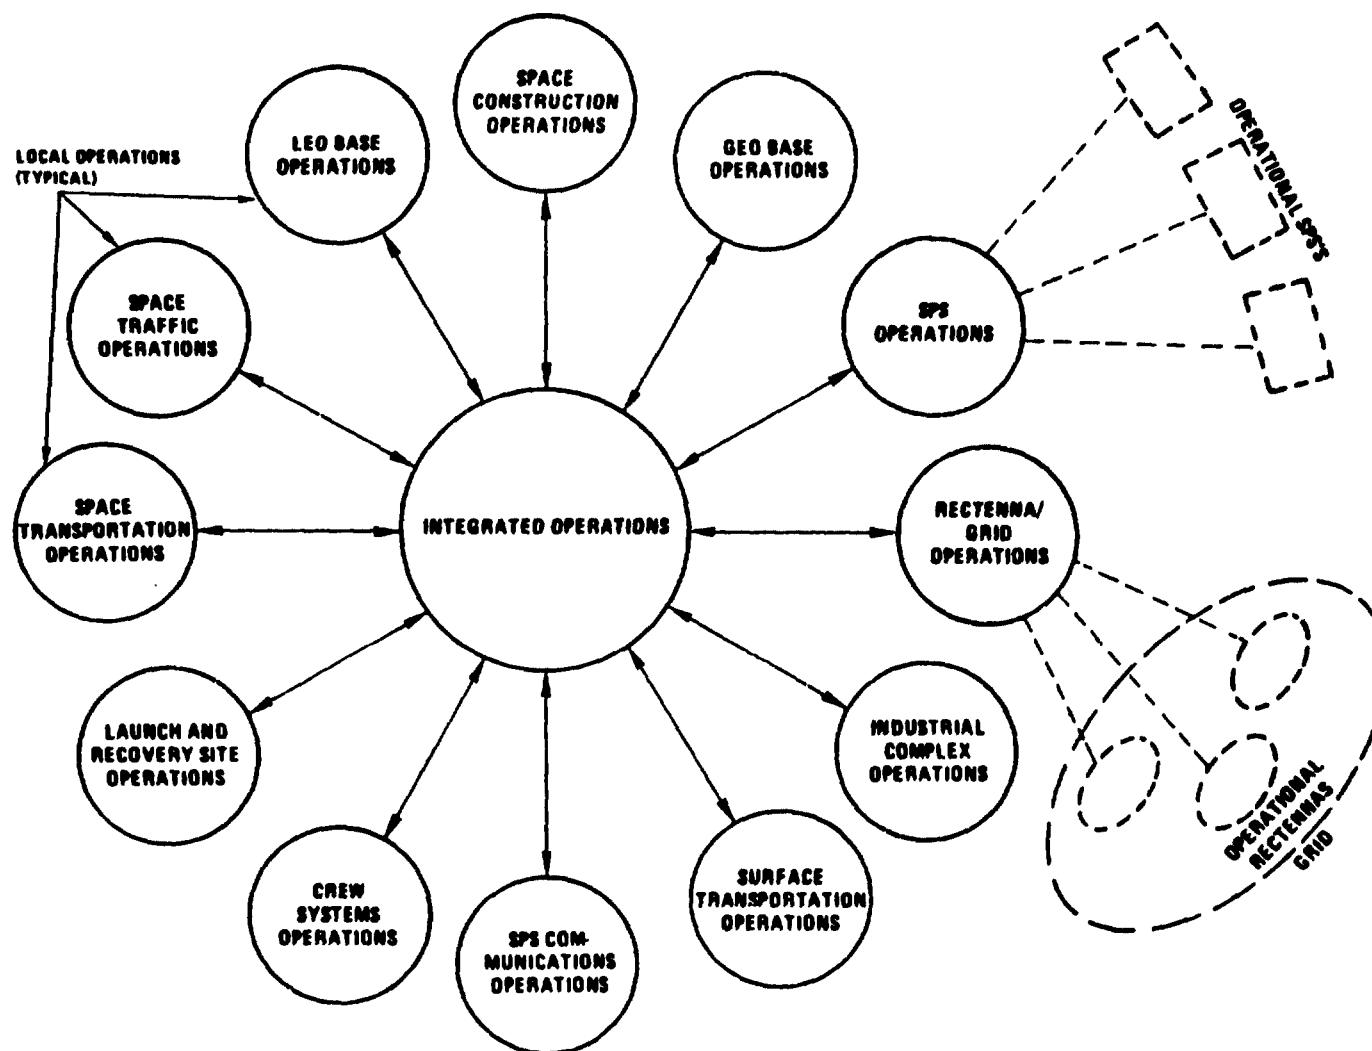 SPACE
CONSTRUCTION
OPERATIONS
LEO BASE
OPERATIONS
GEO BASE
OPERATIONS
LOCAL OPERATIONS
(TYPICAL)
OPERATIONAL SPS'S
SPACE
TRAFFIC
OPERATIONS
SPS
OPERATIONS
SPACE
TRANSPORTATION
OPERATIONS
INTEGRATED OPERATIONS
RECTENNA/
GRID
OPERATIONS
LAUNCH AND
RECOVERY SITE
OPERATIONS
INDUSTRIAL
COMPLEX
OPERATIONS
OPERATIONAL
RECTENNAS
GRID
CREW
SYSTEMS
OPERATIONS
SURFACE
TRANSPORTATION
OPERATIONS
SPS COM-
MUNICATIONS
OPERATIONS